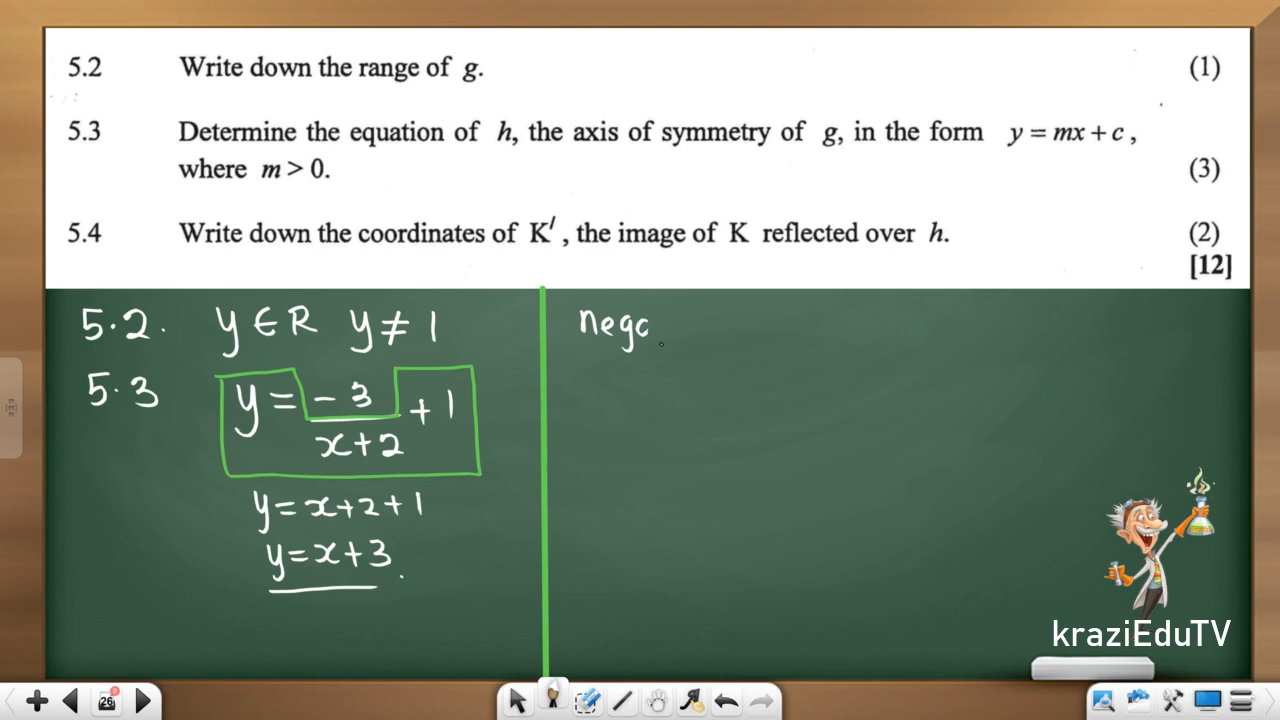 5.2 Write down the range of g. (1)
5.3 Determine the equation of h, the axis of symmetry of g, in the form y = mx + c,
where m > 0. (3)
5.4 Write down the coordinates of K′, the image of K reflected over h. (2)
[12]
5.2. y ∈ R y ≠ 1
5.3 y = -3/(x+2) + 1
y = x+2+1
y = x+3.
nega
kraziEduTV
26